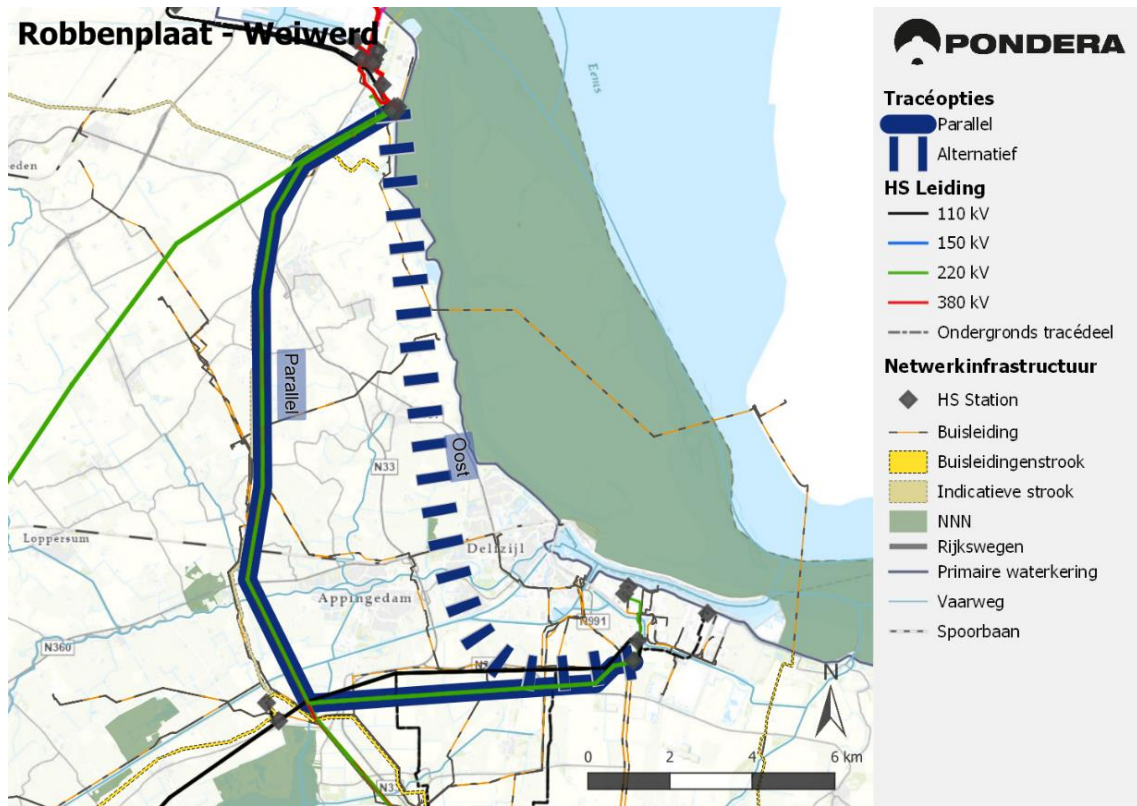 Robbenplaat - Weiwerd
Eems
Parallel
Oost
N33
Loppersum
Delfzijl
Appingedam
N991
N360
N
0 2 4 6 km
PONDERA
Tracéopties
Parallel
Alternatief
HS Leiding
110 kV
150 kV
220 kV
380 kV
Ondergronds tracédeel
Netwerkinfrastructuur
HS Station
Buisleiding
Buisleidingenstrook
Indicatieve strook
NNN
Rijkswegen
Primaire waterkering
Vaarweg
Spoorbaan